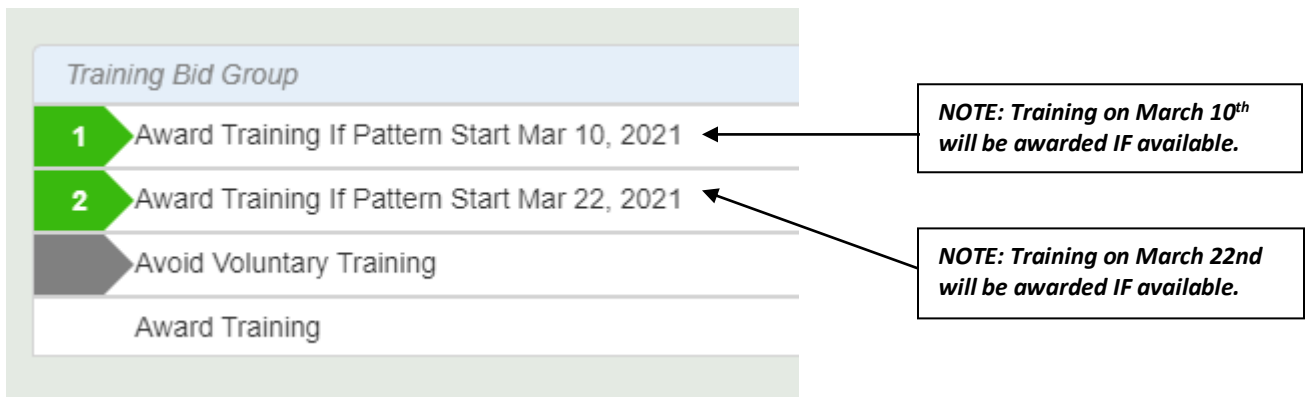 Training Bid Group
1 Award Training If Pattern Start Mar 10, 2021
2 Award Training If Pattern Start Mar 22, 2021
Avoid Voluntary Training
Award Training
NOTE: Training on March 10th
will be awarded IF available.
NOTE: Training on March 22nd
will be awarded IF available.